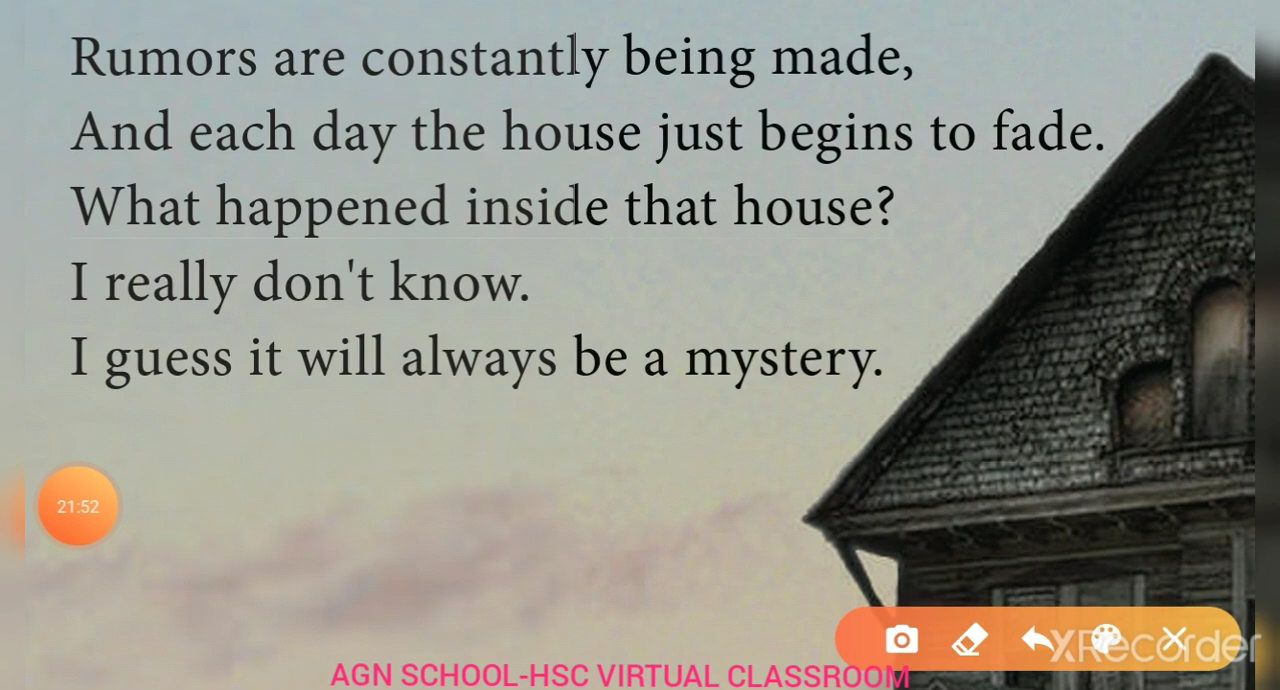 Rumors are constantly being made,
And each day the house just begins to fade.
What happened inside that house?
I really don't know.
I guess it will always be a mystery.
21:52
XRecorder
AGN SCHOOL-HSC VIRTUAL CLASSROOM